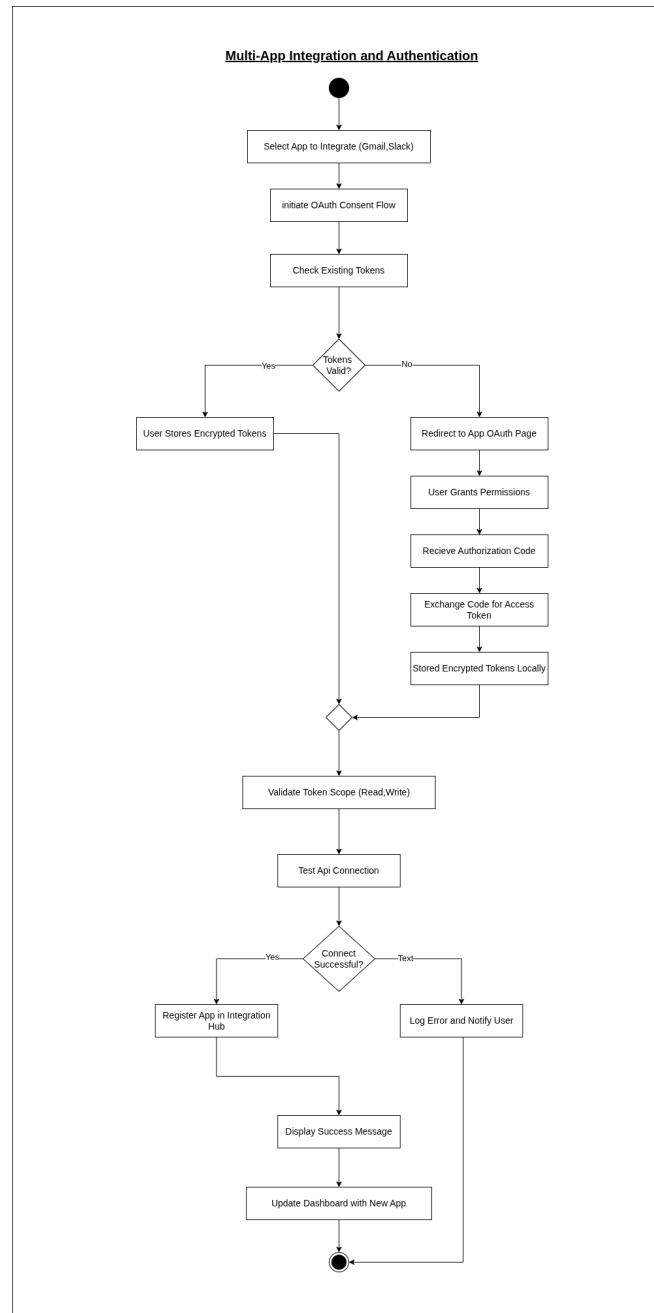 Multi-App Integration and Authentication
Select App to Integrate (Gmail,Slack)
initiate OAuth Consent Flow
Check Existing Tokens
Tokens
Valid?
Yes
No
User Stores Encrypted Tokens
Redirect to App OAuth Page
User Grants Permissions
Recieve Authorization Code
Exchange Code for Access
Token
Stored Encrypted Tokens Locally
Validate Token Scope (Read,Write)
Test Api Connection
Connect
Successful?
Yes
Text
Register App in Integration
Hub
Log Error and Notify User
Display Success Message
Update Dashboard with New App